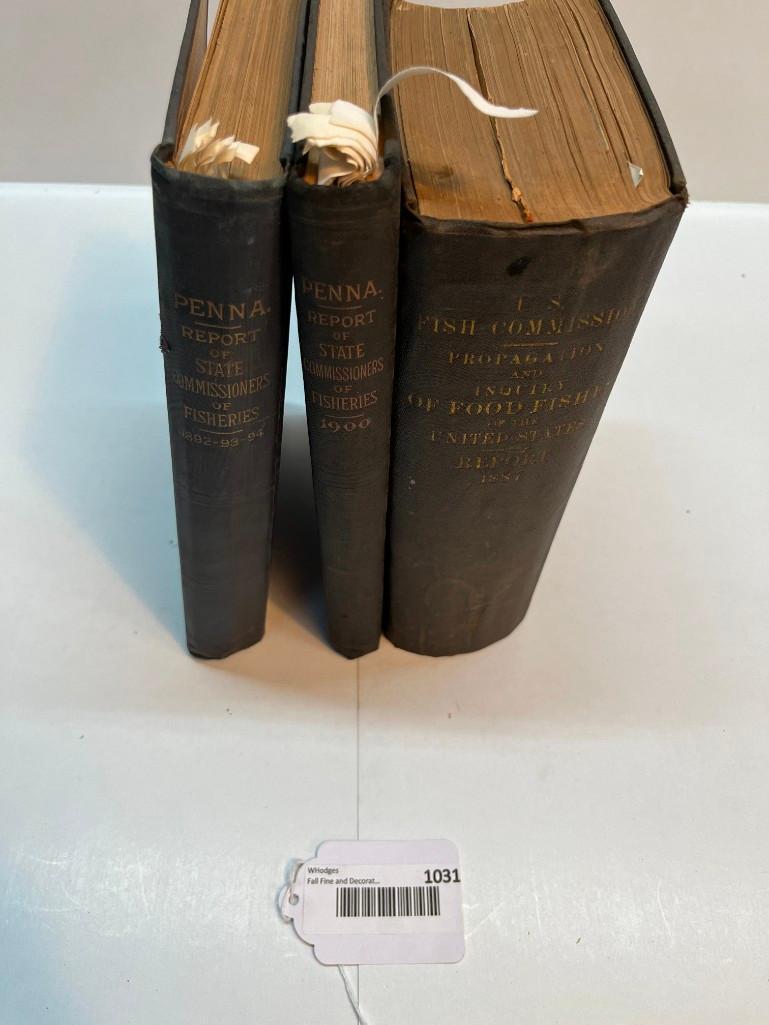 PENNA.
REPORT
OF
STATE
COMMISSIONERS
OF
FISHERIES
1892-93-94
PENNA.
REPORT
OF
STATE
COMMISSIONERS
OF
FISHERIES
1900
U. S.
FISH COMMISSION
PROPAGATION
AND
INQUIRY
OF FOOD FISHES
OF THE
UNITED STATES
REPORT
1887
WHodges
Fall Fine and Decorat...
1031